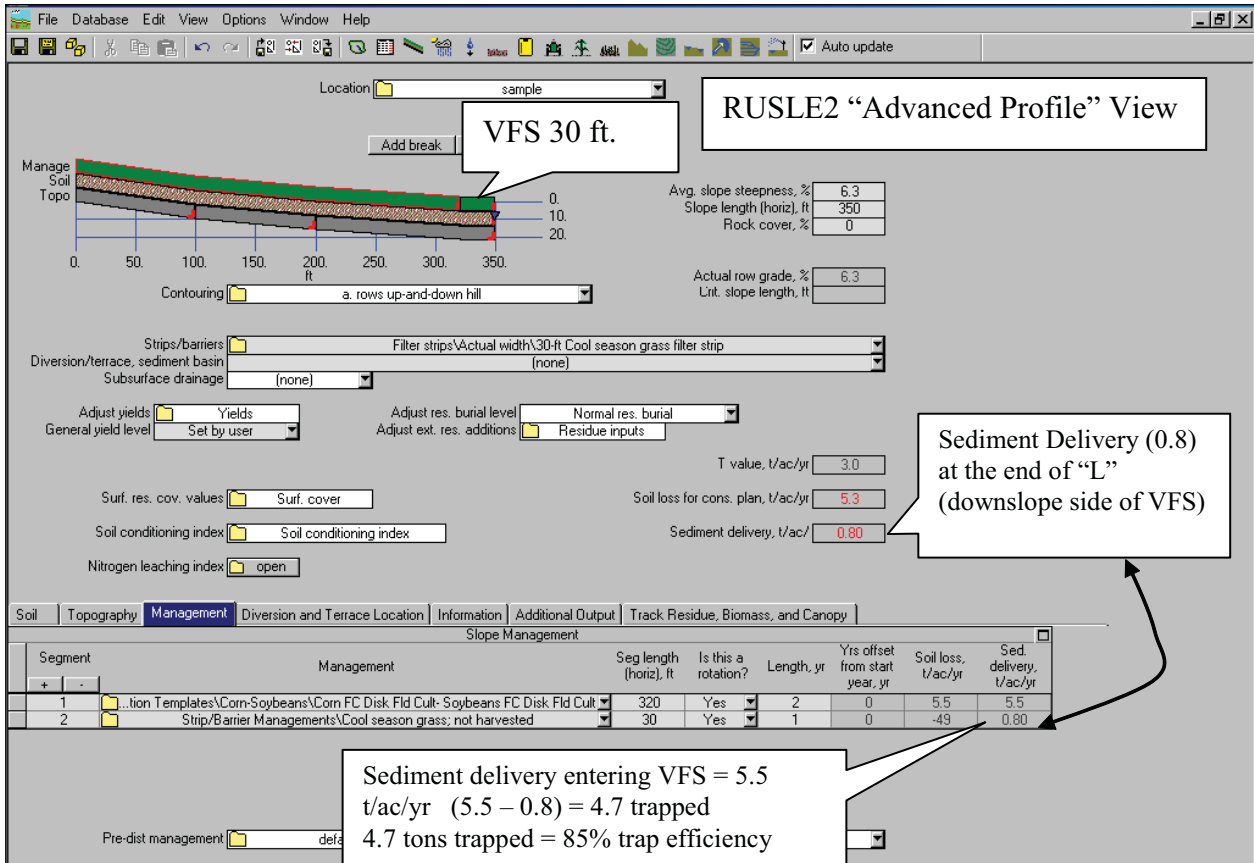 File Database Edit View Options Window Help
Auto update
Location sample
RUSLE2 “Advanced Profile” View
VFS 30 ft.
Add break
Manage
Soil
Topo
0.
10.
20.
0. 50. 100. 150. 200. 250. 300. 350.
ft
Avg. slope steepness, % 6.3
Slope length (horiz), ft 350
Rock cover, % 0
Actual row grade, % 6.3
Crit. slope length, ft
Contouring a. rows up-and-down hill
Strips/barriers Filter strips\Actual width\30-ft Cool season grass filter strip
Diversion/terrace, sediment basin (none)
Subsurface drainage (none)
Adjust yields Yields
General yield level Set by user
Adjust res. burial level Normal res. burial
Adjust ext. res. additions Residue inputs
T value, t/ac/yr 3.0
Surf. res. cov. values Surf. cover
Soil loss for cons. plan, t/ac/yr 5.3
Soil conditioning index Soil conditioning index
Sediment delivery, t/ac/ 0.80
Nitrogen leaching index open
Sediment Delivery (0.8)
at the end of “L”
(downslope side of VFS)
Soil Topography Management Diversion and Terrace Location Information Additional Output Track Residue, Biomass, and Canopy
Slope Management
Segment Management Seg length (horiz), ft Is this a rotation? Length, yr Yrs offset from start year, yr Soil loss, t/ac/yr Sed. delivery, t/ac/yr
+ -
1 ...tion Templates\Corn-Soybeans\Corn FC Disk Fld Cult- Soybeans FC Disk Fld Cult 320 Yes 2 0 5.5 5.5
2 Strip/Barrier Managements\Cool season grass; not harvested 30 Yes 1 0 -49 0.80
Sediment delivery entering VFS = 5.5
t/ac/yr (5.5 – 0.8) = 4.7 trapped
4.7 tons trapped = 85% trap efficiency
Pre-dist management defa